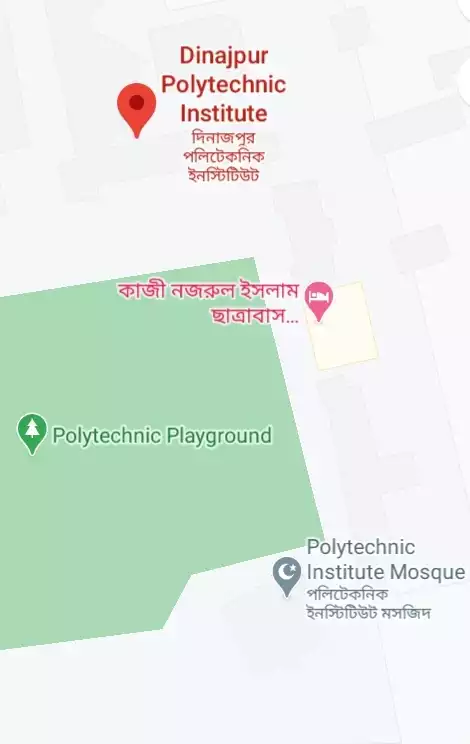 Dinajpur
Polytechnic
Institute
দিনাজপুর
পলিটেকনিক
ইনস্টিটিউট
কাজী নজরুল ইসলাম
ছাত্রাবাস...
Polytechnic Playground
Polytechnic
Institute Mosque
পলিটেকনিক
ইনস্টিটিউট মসজিদ